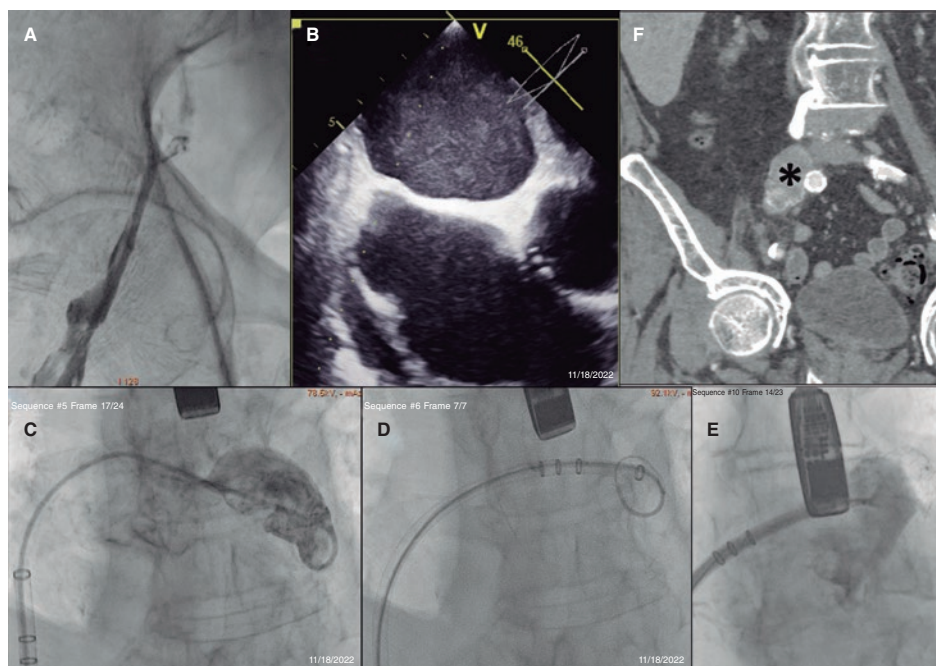 A
B
V
46
5
11/18/2022
F
*
Sequence #5 Frame 17/24
C
11/18/2022
Sequence #6 Frame 7/7
D
11/18/2022
Sequence #10 Frame 14/23
E